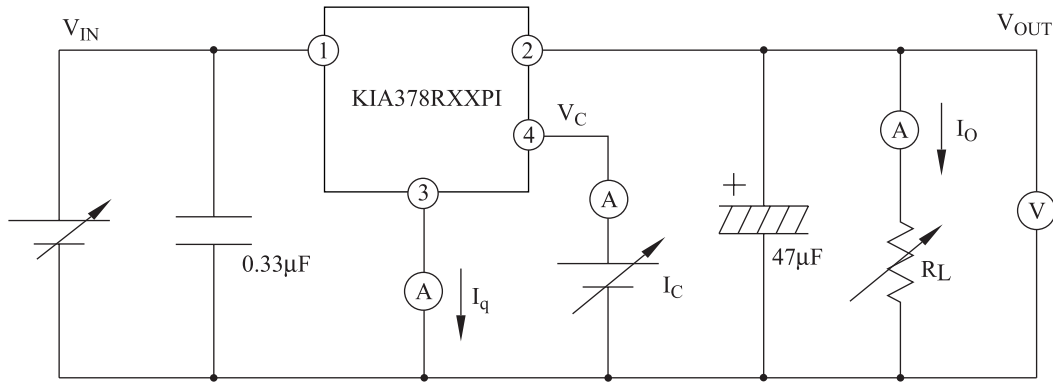 V_IN
V_OUT
1
2
KIA378RXXPI
V_C
4
A
I_O
3
A
+
V
0.33μF
47μF
R_L
A
I_q
I_C